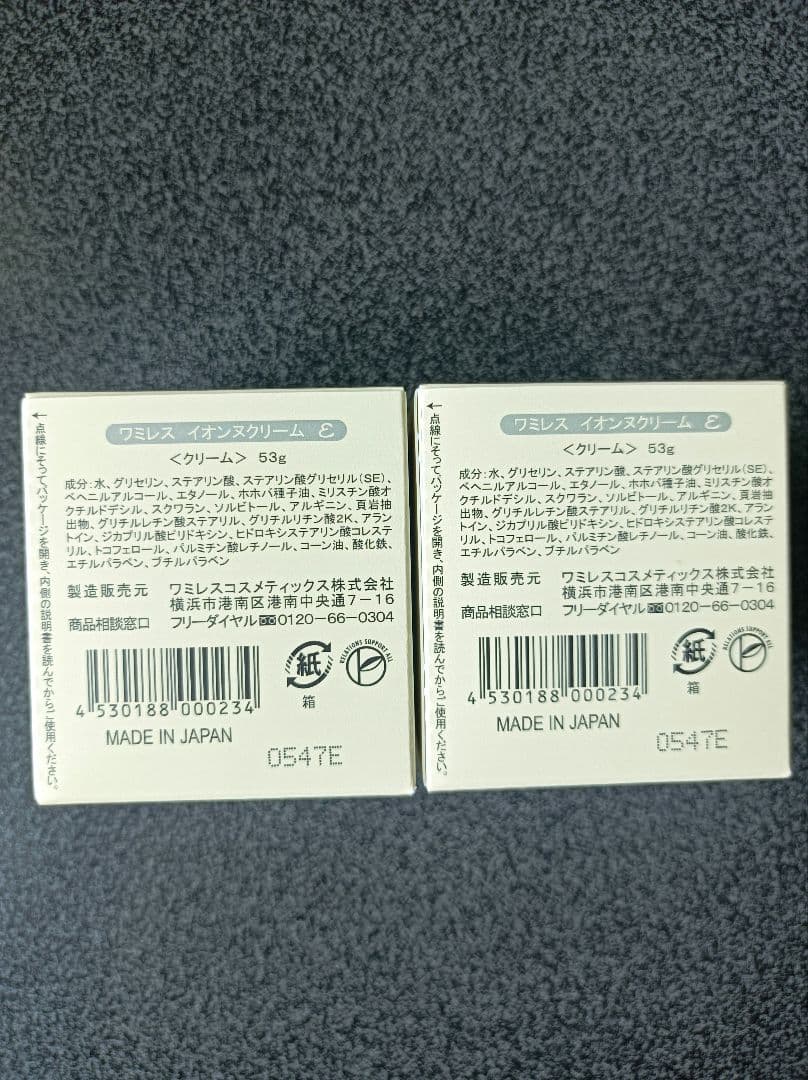 ←点線にそってパッケージを開き、内側の説明書を読んでからご使用ください。
ワミレス イオンヌクリーム ε
＜クリーム＞ 53g
成分：水、グリセリン、ステアリン酸、ステアリン酸グリセリル(SE)、
ベヘニルアルコール、エタノール、ホホバ種子油、ミリスチン酸オ
クチルドデシル、スクワラン、ソルビトール、アルギニン、頁岩抽
出物、グリチルレチン酸ステアリル、グリチルリチン酸2K、アラン
トイン、ジカプリル酸ピリドキシン、ヒドロキシステアリン酸コレステ
リル、トコフェロール、パルミチン酸レチノール、コーン油、酸化鉄、
エチルパラベン、ブチルパラベン
製造販売元 ワミレスコスメティックス株式会社
横浜市港南区港南中央通7－16
商品相談窓口 フリーダイヤル0120－66－0304
4 530188 000234
紙
箱
RELATIONS SUPPORT ALL
MADE IN JAPAN
0547E
←点線にそってパッケージを開き、内側の説明書を読んでからご使用ください。
ワミレス イオンヌクリーム ε
＜クリーム＞ 53g
成分：水、グリセリン、ステアリン酸、ステアリン酸グリセリル(SE)、
ベヘニルアルコール、エタノール、ホホバ種子油、ミリスチン酸オ
クチルドデシル、スクワラン、ソルビトール、アルギニン、頁岩抽
出物、グリチルレチン酸ステアリル、グリチルリチン酸2K、アラン
トイン、ジカプリル酸ピリドキシン、ヒドロキシステアリン酸コレステ
リル、トコフェロール、パルミチン酸レチノール、コーン油、酸化鉄、
エチルパラベン、ブチルパラベン
製造販売元 ワミレスコスメティックス株式会社
横浜市港南区港南中央通7－16
商品相談窓口 フリーダイヤル0120－66－0304
4 530188 000234
紙
箱
RELATIONS SUPPORT ALL
MADE IN JAPAN
0547E